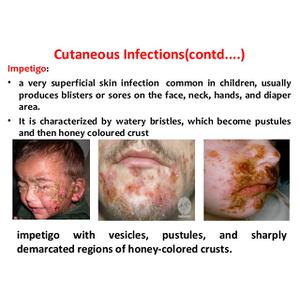 Cutaneous Infections(contd....)
Impetigo:
• a very superficial skin infection common in children, usually
produces blisters or sores on the face, neck, hands, and diaper
area.
• It is characterized by watery bristles, which become pustules
and then honey coloured crust
impetigo with vesicles, pustules, and sharply
demarcated regions of honey-colored crusts.